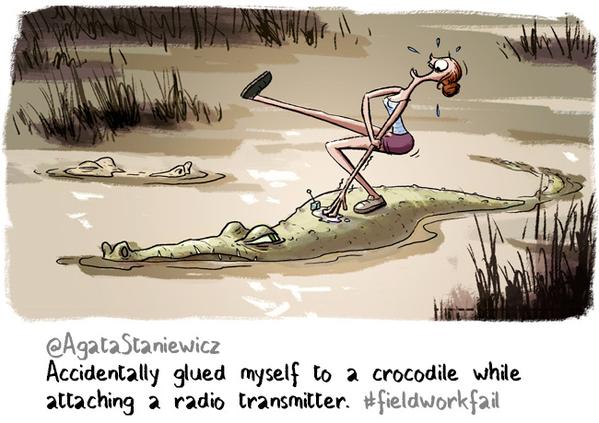 @AgataStaniewicz
Accidentally glued myself to a crocodile while
attaching a radio transmitter. #fieldworkfail